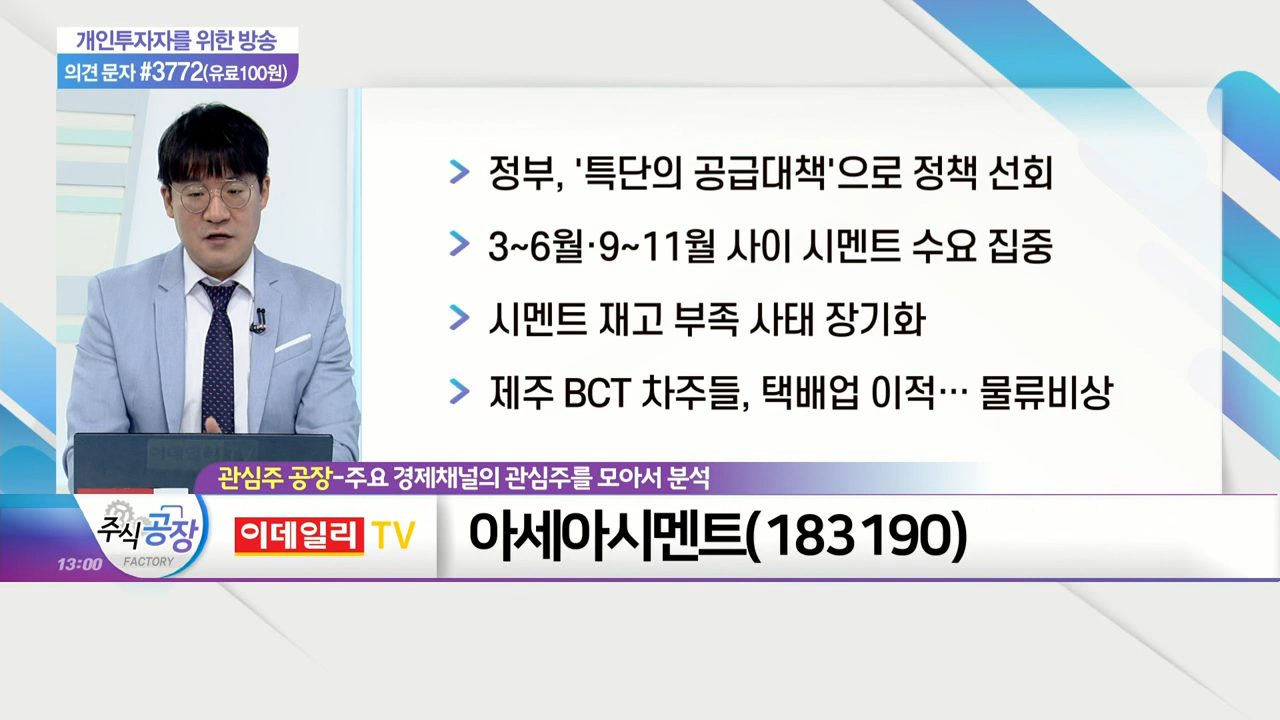 개인투자자를 위한 방송
의견 문자 #3772(유료100원)
> 정부, '특단의 공급대책'으로 정책 선회
> 3~6월·9~11월 사이 시멘트 수요 집중
> 시멘트 재고 부족 사태 장기화
> 제주 BCT 차주들, 택배업 이적… 물류비상
관심주 공장-주요 경제채널의 관심주를 모아서 분석
주식공장
FACTORY
13:00
이데일리 TV
아세아시멘트(183190)